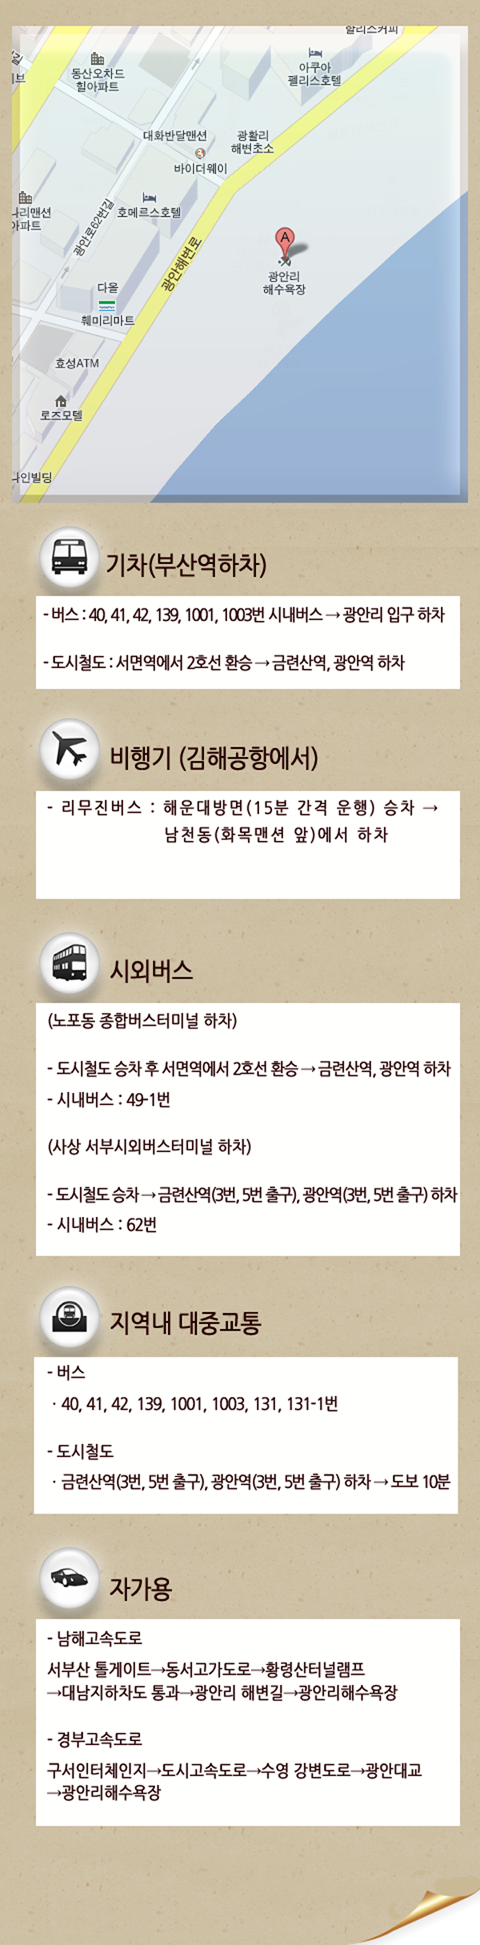 할리스커피
아쿠아
펠리스호텔
동산오차드
힐아파트
대화반달맨션
광활리
해변초소
바이더웨이
나리맨션
아파트
광안로62번길
호메르스호텔
A
광안리
해수욕장
광안해변로
다올
훼미리마트
효성ATM
로즈모텔
나인빌딩
기차(부산역하차)
- 버스 : 40, 41, 42, 139, 1001, 1003번 시내버스 → 광안리 입구 하차
- 도시철도 : 서면역에서 2호선 환승 → 금련산역, 광안역 하차
비행기 (김해공항에서)
- 리무진버스 : 해운대방면(15분 간격 운행) 승차 →
남천동(화목맨션 앞)에서 하차
시외버스
(노포동 종합버스터미널 하차)
- 도시철도 승차 후 서면역에서 2호선 환승 → 금련산역, 광안역 하차
- 시내버스 : 49-1번
(사상 서부시외버스터미널 하차)
- 도시철도 승차 → 금련산역(3번, 5번 출구), 광안역(3번, 5번 출구) 하차
- 시내버스 : 62번
지역내 대중교통
- 버스
· 40, 41, 42, 139, 1001, 1003, 131, 131-1번
- 도시철도
· 금련산역(3번, 5번 출구), 광안역(3번, 5번 출구) 하차 → 도보 10분
자가용
- 남해고속도로
서부산 톨게이트→동서고가도로→황령산터널램프
→대남지하차도 통과→광안리 해변길→광안리해수욕장
- 경부고속도로
구서인터체인지→도시고속도로→수영 강변도로→광안대교
→광안리해수욕장